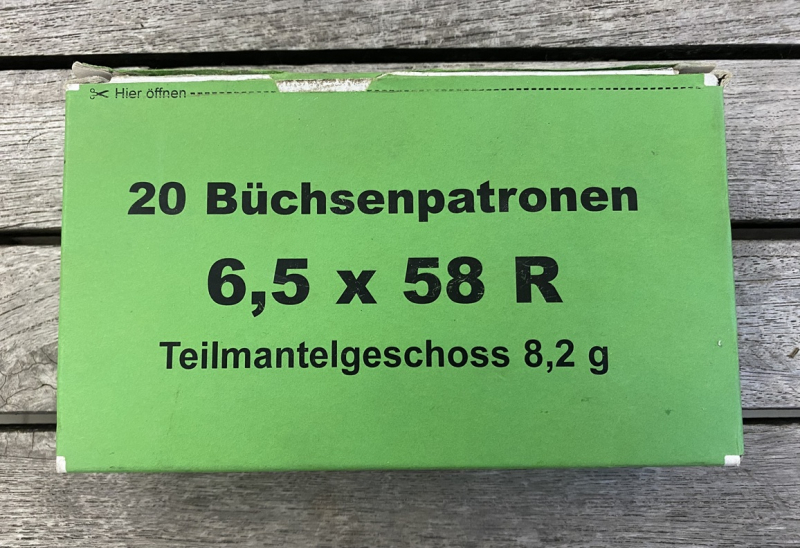 Hier öffnen
20 Büchsenpatronen
6,5 x 58 R
Teilmantelgeschoss 8,2 g